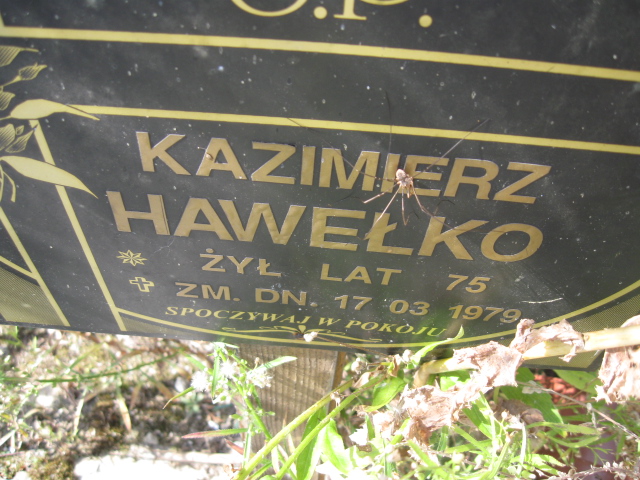 Ś.P.
KAZIMIERZ
HAWEŁKO
ŻYŁ LAT 75
ZM. DN. 17 03 1979
SPOCZYWAJ W POKOJU